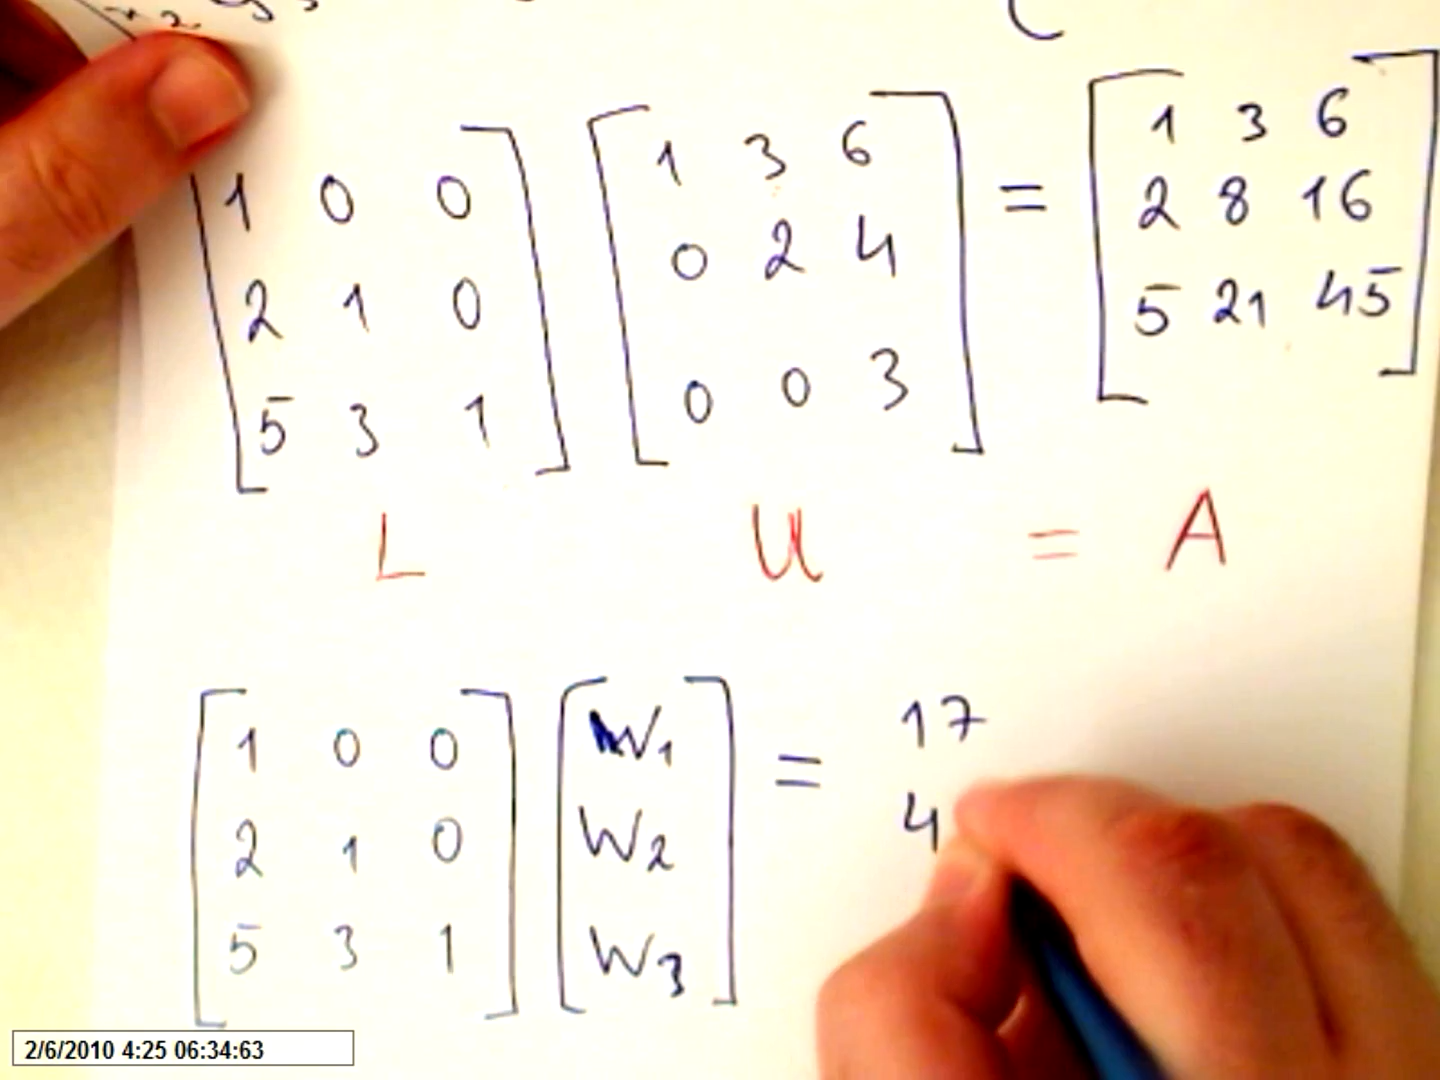 1 0 0
2 1 0
5 3 1
1 3 6
0 2 4
0 0 3
=
1 3 6
2 8 16
5 21 45
L U = A
1 0 0
2 1 0
5 3 1
W1
W2
W3
=
17
4
2/6/2010 4:25 06:34:63